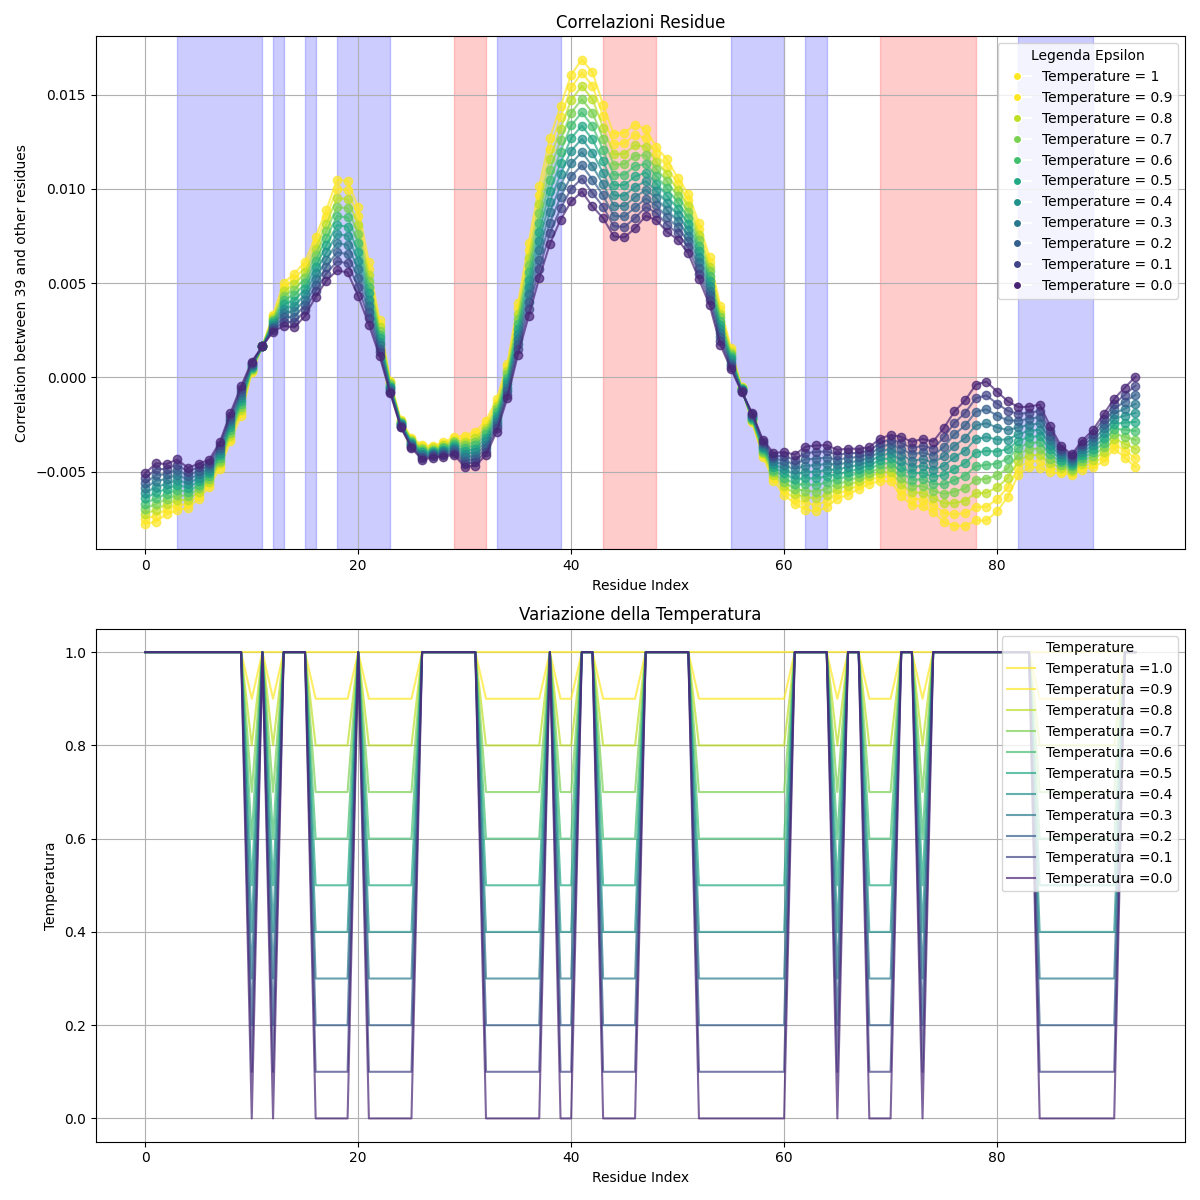 Correlazioni Residue
Correlation between 39 and other residues
0.015
0.010
0.005
0.000
−0.005
Legenda Epsilon
Temperature = 1
Temperature = 0.9
Temperature = 0.8
Temperature = 0.7
Temperature = 0.6
Temperature = 0.5
Temperature = 0.4
Temperature = 0.3
Temperature = 0.2
Temperature = 0.1
Temperature = 0.0
0 20 40 60 80
Residue Index
Variazione della Temperatura
Temperatura
1.0
0.8
0.6
0.4
0.2
0.0
Temperature
Temperatura =1.0
Temperatura =0.9
Temperatura =0.8
Temperatura =0.7
Temperatura =0.6
Temperatura =0.5
Temperatura =0.4
Temperatura =0.3
Temperatura =0.2
Temperatura =0.1
Temperatura =0.0
0 20 40 60 80
Residue Index